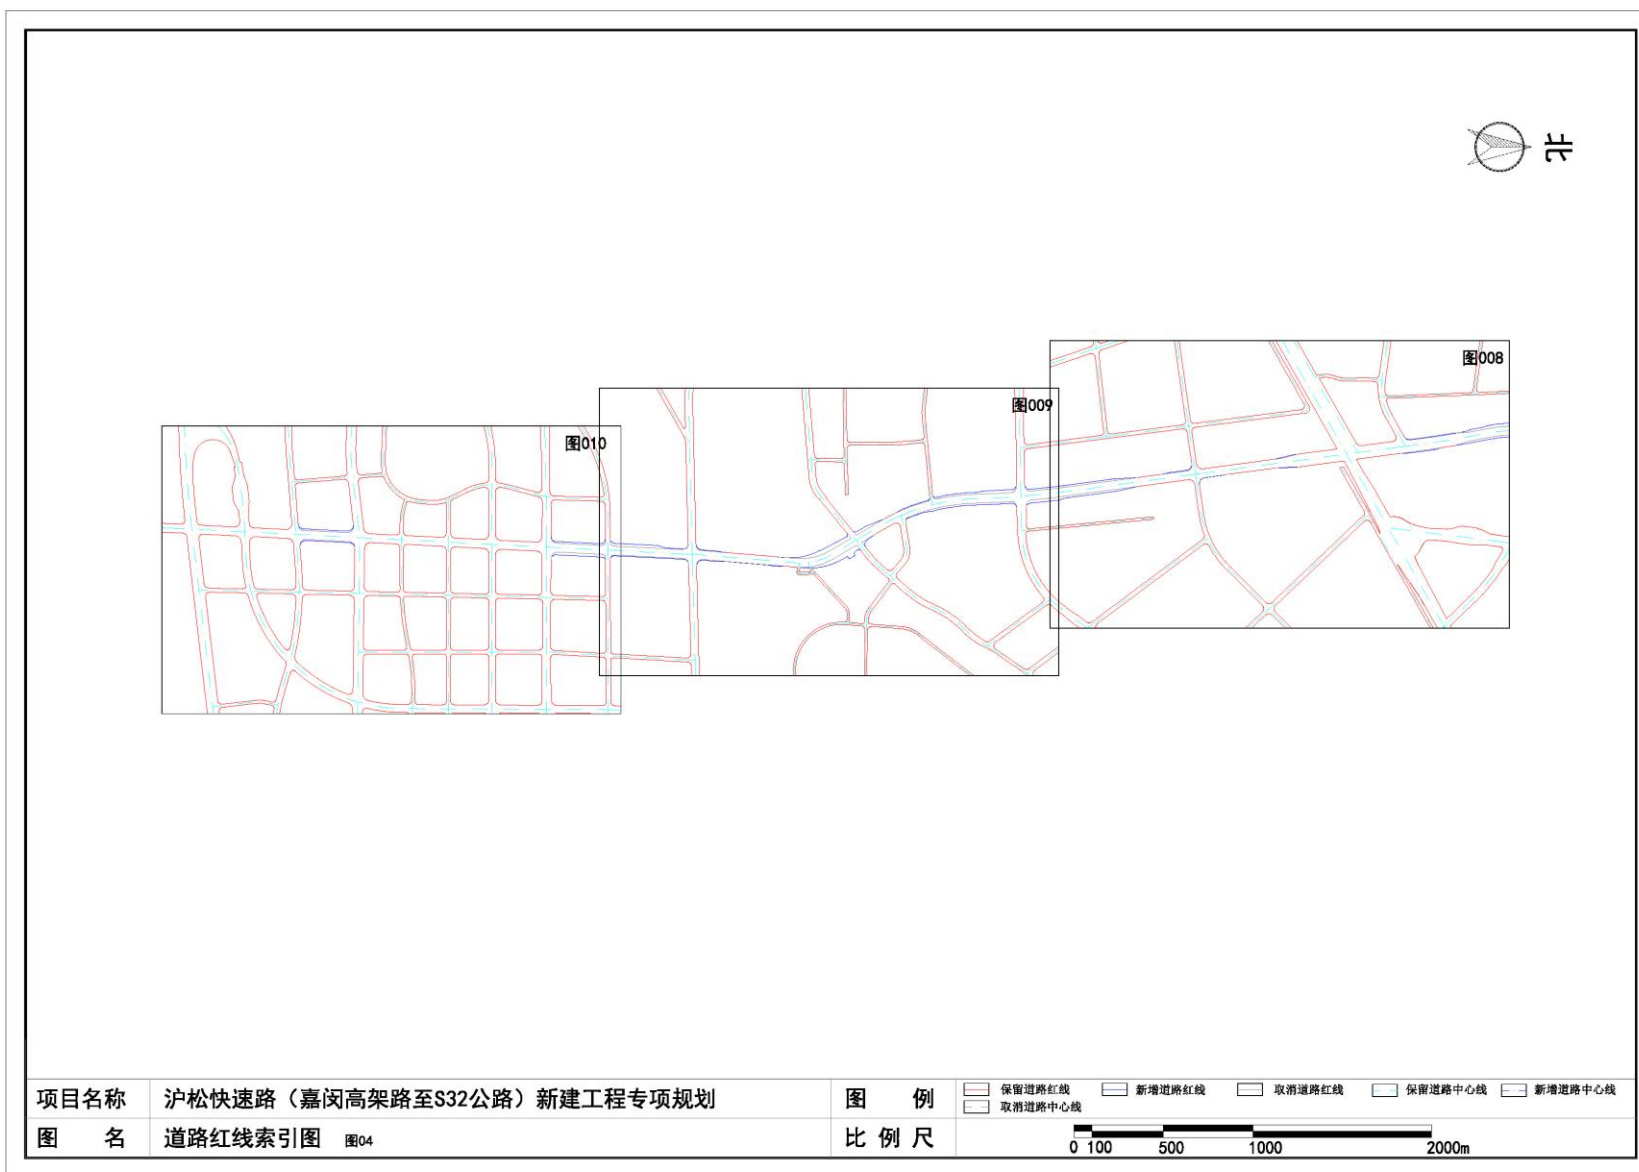 北
图008
图009
图010
项目名称 沪松快速路（嘉闵高架路至S32公路）新建工程专项规划
图 例 保留道路红线 新增道路红线 取消道路红线 保留道路中心线 新增道路中心线
取消道路中心线
图 名 道路红线索引图 图04
比例尺 0 100 500 1000 2000m